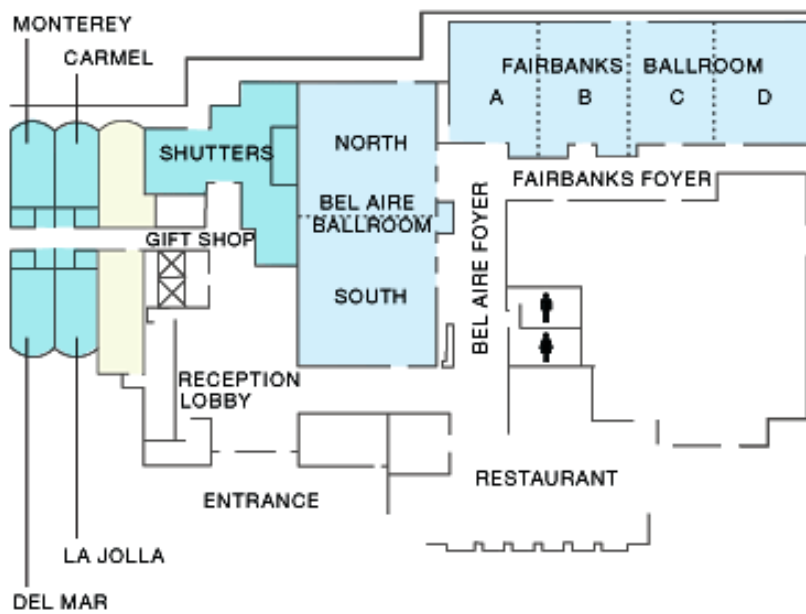 MONTEREY
CARMEL
FAIRBANKS BALLROOM
A B C D
SHUTTERS
NORTH
FAIRBANKS FOYER
BEL AIRE
BALLROOM
GIFT SHOP
BEL AIRE FOYER
SOUTH
RECEPTION
LOBBY
RESTAURANT
ENTRANCE
LA JOLLA
DEL MAR